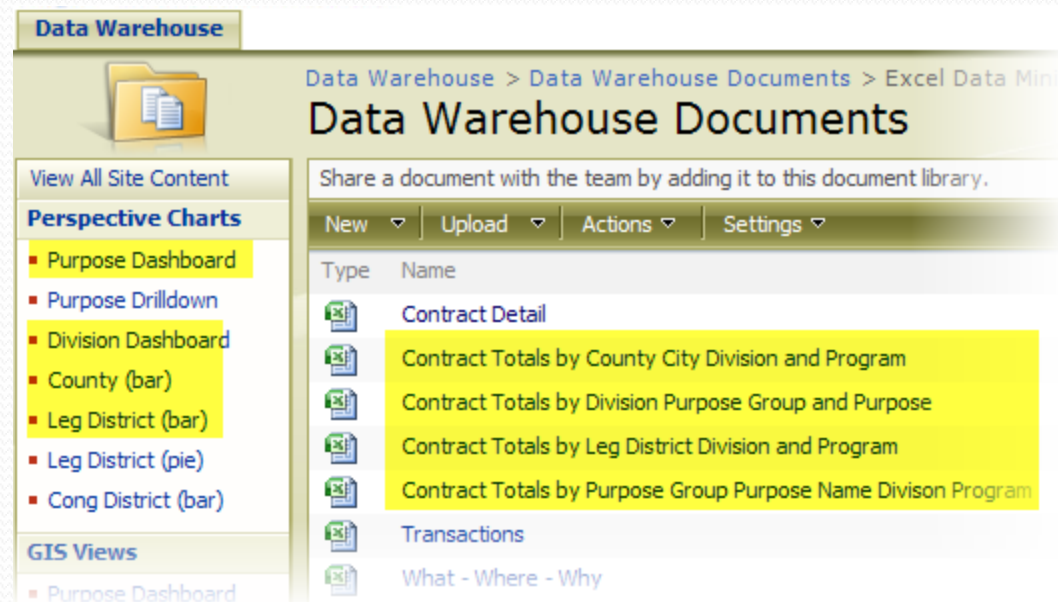 Data Warehouse
Data Warehouse > Data Warehouse Documents > Excel Data Mini
Data Warehouse Documents
View All Site Content
Perspective Charts
Purpose Dashboard
Purpose Drilldown
Division Dashboard
County (bar)
Leg District (bar)
Leg District (pie)
Cong District (bar)
GIS Views
Purpose Dashboard
Share a document with the team by adding it to this document library.
New Upload Actions Settings
Type Name
Contract Detail
Contract Totals by County City Division and Program
Contract Totals by Division Purpose Group and Purpose
Contract Totals by Leg District Division and Program
Contract Totals by Purpose Group Purpose Name Divison Program
Transactions
What - Where - Why